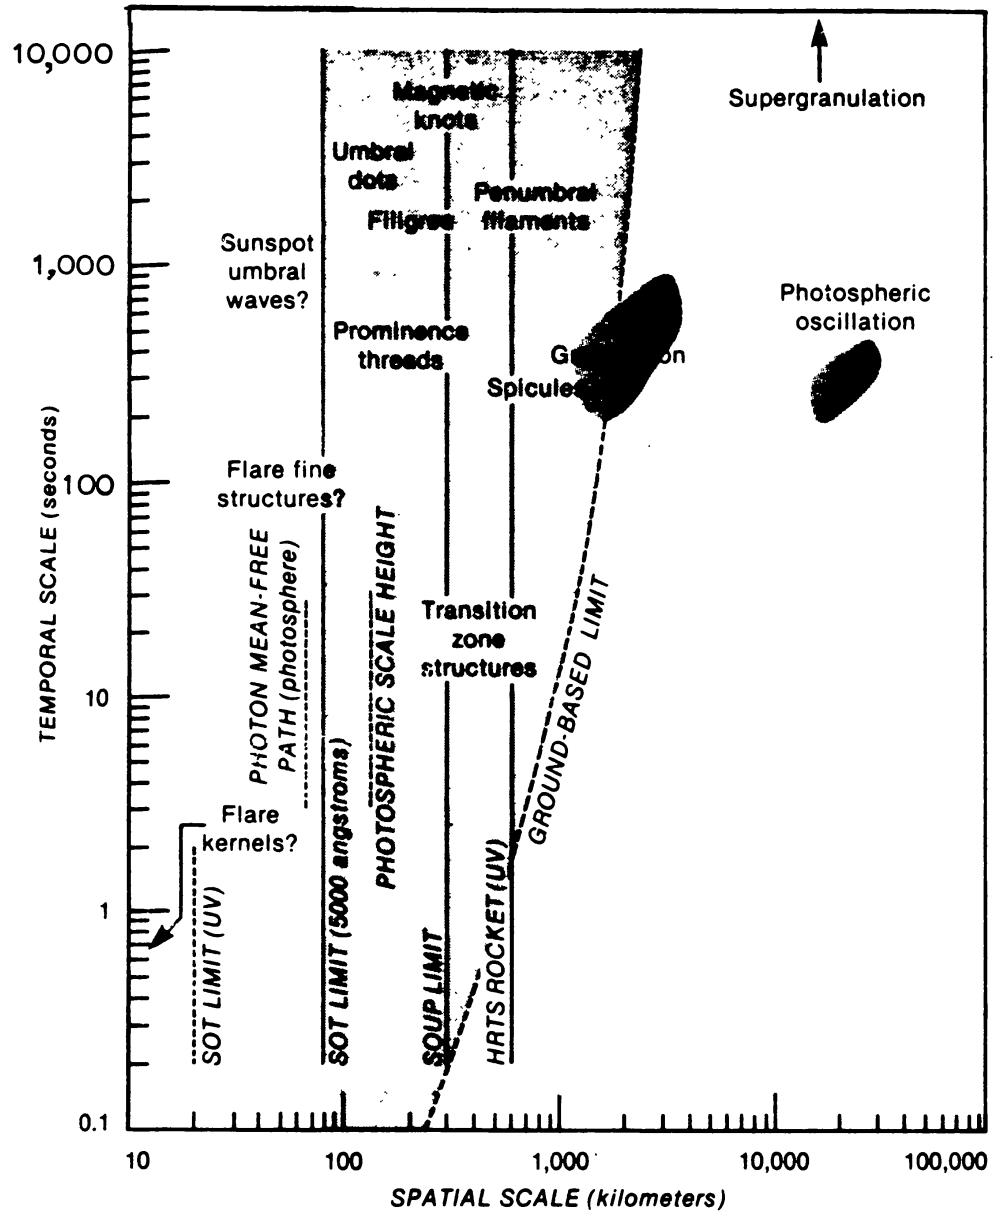 10,000
1,000
100
10
1
0.1
TEMPORAL SCALE (seconds)
Supergranulation
Magnetic
knots
Umbral
dots
Penumbral
filaments
Filigree
Sunspot
umbral
waves?
Photospheric
oscillation
Prominence
threads
Spicules
Flare fine
structures?
PHOTON MEAN-FREE
PATH (photosphere)
PHOTOSPHERIC SCALE HEIGHT
Transition
zone
structures
GROUND-BASED LIMIT
Flare
kernels?
SOT LIMIT (UV)
SOT LIMIT (5000 angstroms)
SOUP LIMIT
HRTS ROCKET (UV)
10
100
1,000
10,000
100,000
SPATIAL SCALE (kilometers)